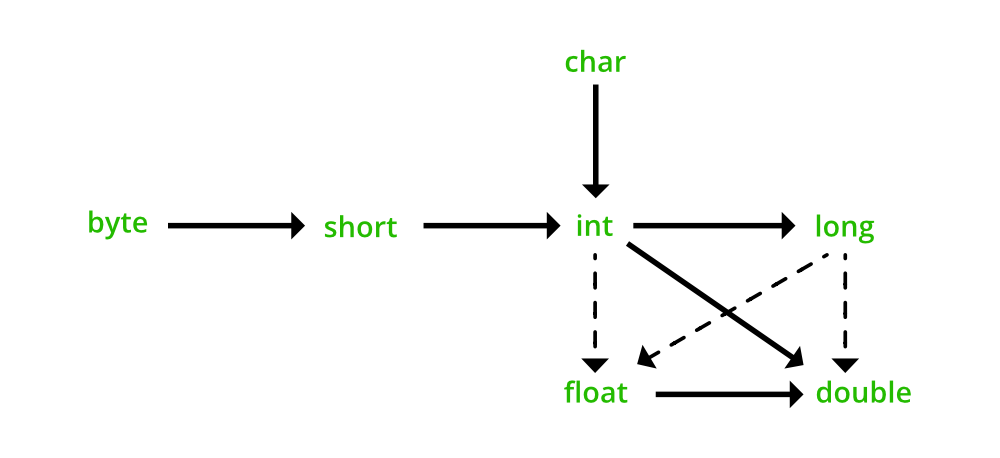 char
byte
short
int
long
float
double